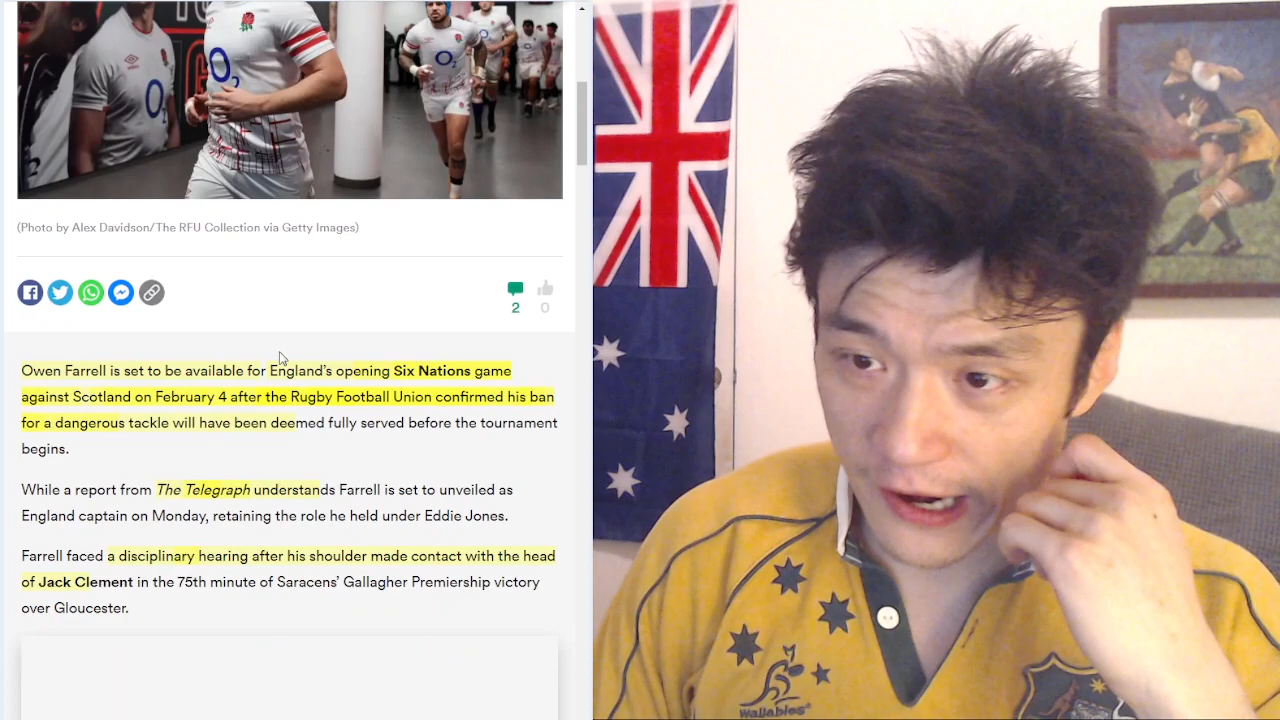 O2
O2
O2
(Photo by Alex Davidson/The RFU Collection via Getty Images)
2
0
Owen Farrell is set to be available for England's opening Six Nations game
against Scotland on February 4 after the Rugby Football Union confirmed his ban
for a dangerous tackle will have been deemed fully served before the tournament
begins.
While a report from The Telegraph understands Farrell is set to unveiled as
England captain on Monday, retaining the role he held under Eddie Jones.
Farrell faced a disciplinary hearing after his shoulder made contact with the head
of Jack Clement in the 75th minute of Saracens' Gallagher Premiership victory
over Gloucester.
Wallabies